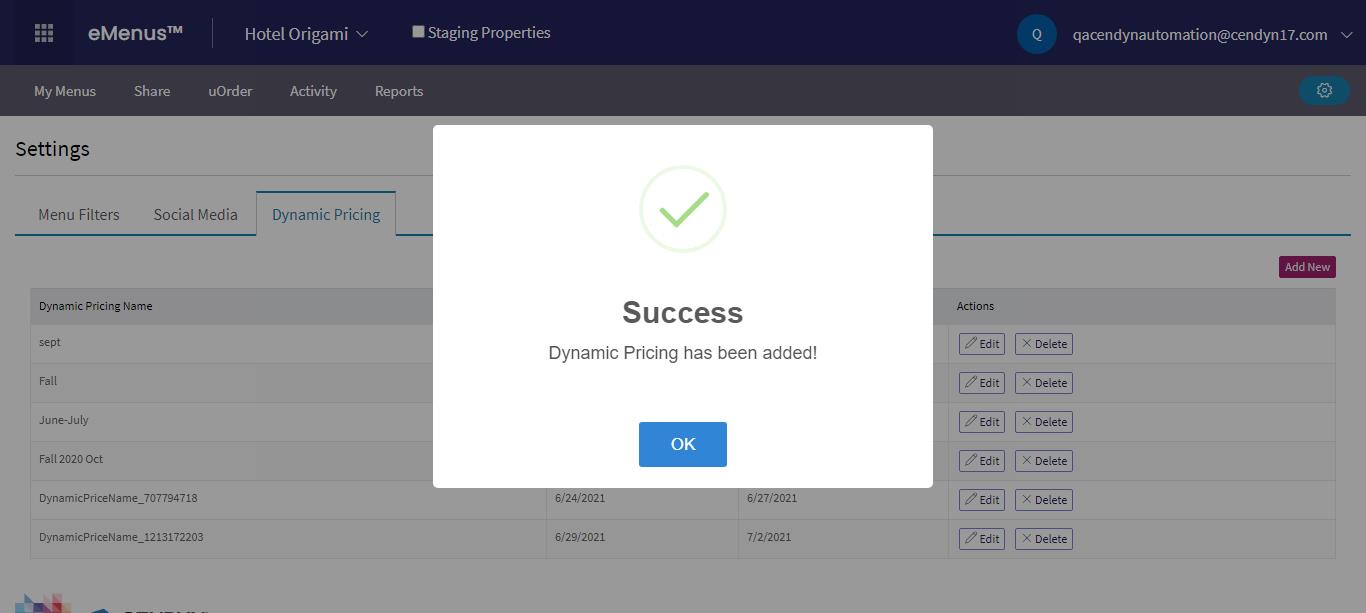 eMenus™ Hotel Origami Staging Properties Q qacendynautomation@cendyn17.com
My Menus Share uOrder Activity Reports
Settings
Menu Filters Social Media Dynamic Pricing
Add New
Dynamic Pricing Name Actions
sept Edit Delete
Fall Edit Delete
June-July Edit Delete
Fall 2020 Oct Edit Delete
DynamicPriceName_707794718 6/24/2021 6/27/2021 Edit Delete
DynamicPriceName_1213172203 6/29/2021 7/2/2021 Edit Delete
Success
Dynamic Pricing has been added!
OK